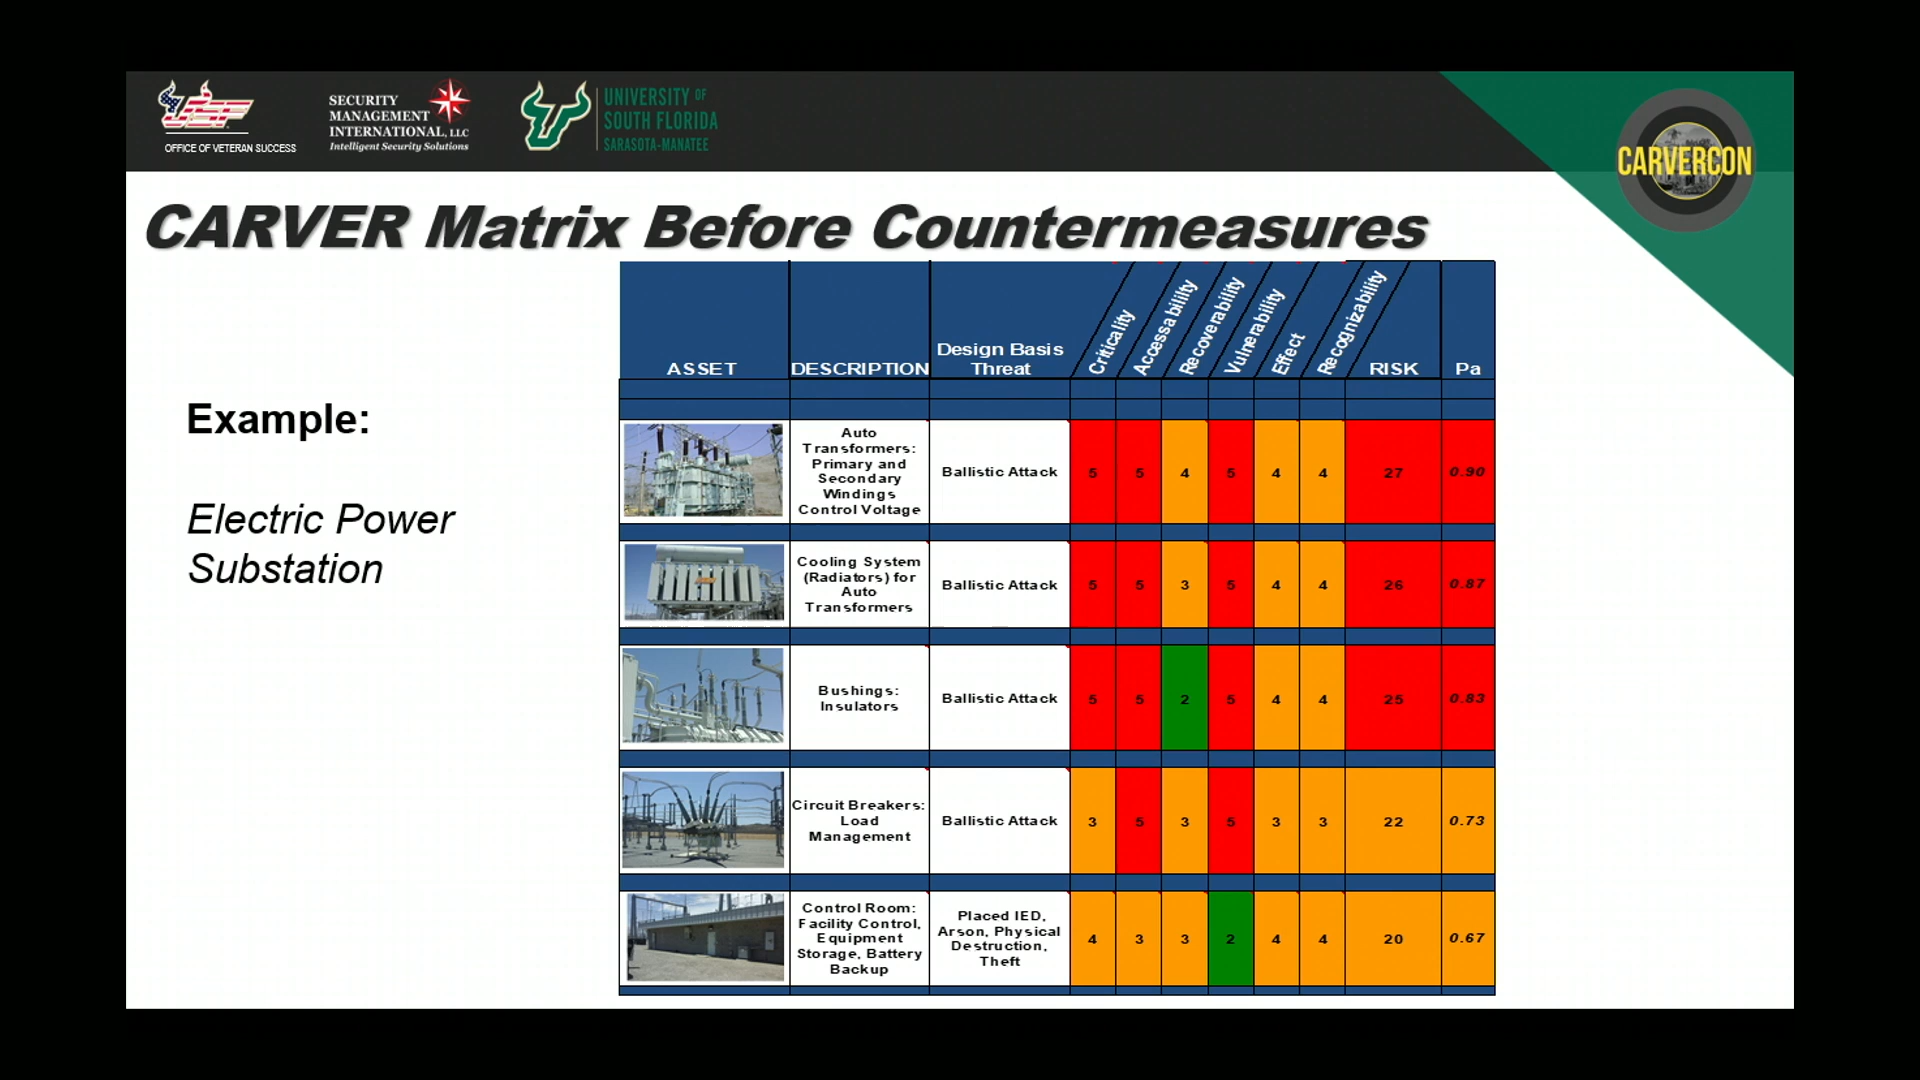 USF
OFFICE OF VETERAN SUCCESS
SECURITY
MANAGEMENT
INTERNATIONAL, LLC
Intelligent Security Solutions
UNIVERSITY OF
SOUTH FLORIDA
SARASOTA-MANATEE
CARVERCON
CARVER Matrix Before Countermeasures
Example:
Electric Power
Substation
ASSET
DESCRIPTION
Design Basis
Threat
Criticality
Accessability
Recoverability
Vulnerability
Effect
Recognizability
RISK
Pa
Auto
Transformers:
Primary and
Secondary
Windings
Control Voltage
Ballistic Attack
5 5 4 5 4 4 27 0.90
Cooling System
(Radiators) for
Auto
Transformers
Ballistic Attack
5 5 3 5 4 4 26 0.87
Bushings:
Insulators
Ballistic Attack
5 5 2 5 4 4 25 0.83
Circuit Breakers:
Load
Management
Ballistic Attack
3 5 3 5 3 3 22 0.73
Control Room:
Facility Control,
Equipment
Storage, Battery
Backup
Placed IED,
Arson, Physical
Destruction,
Theft
4 3 3 2 4 4 20 0.67